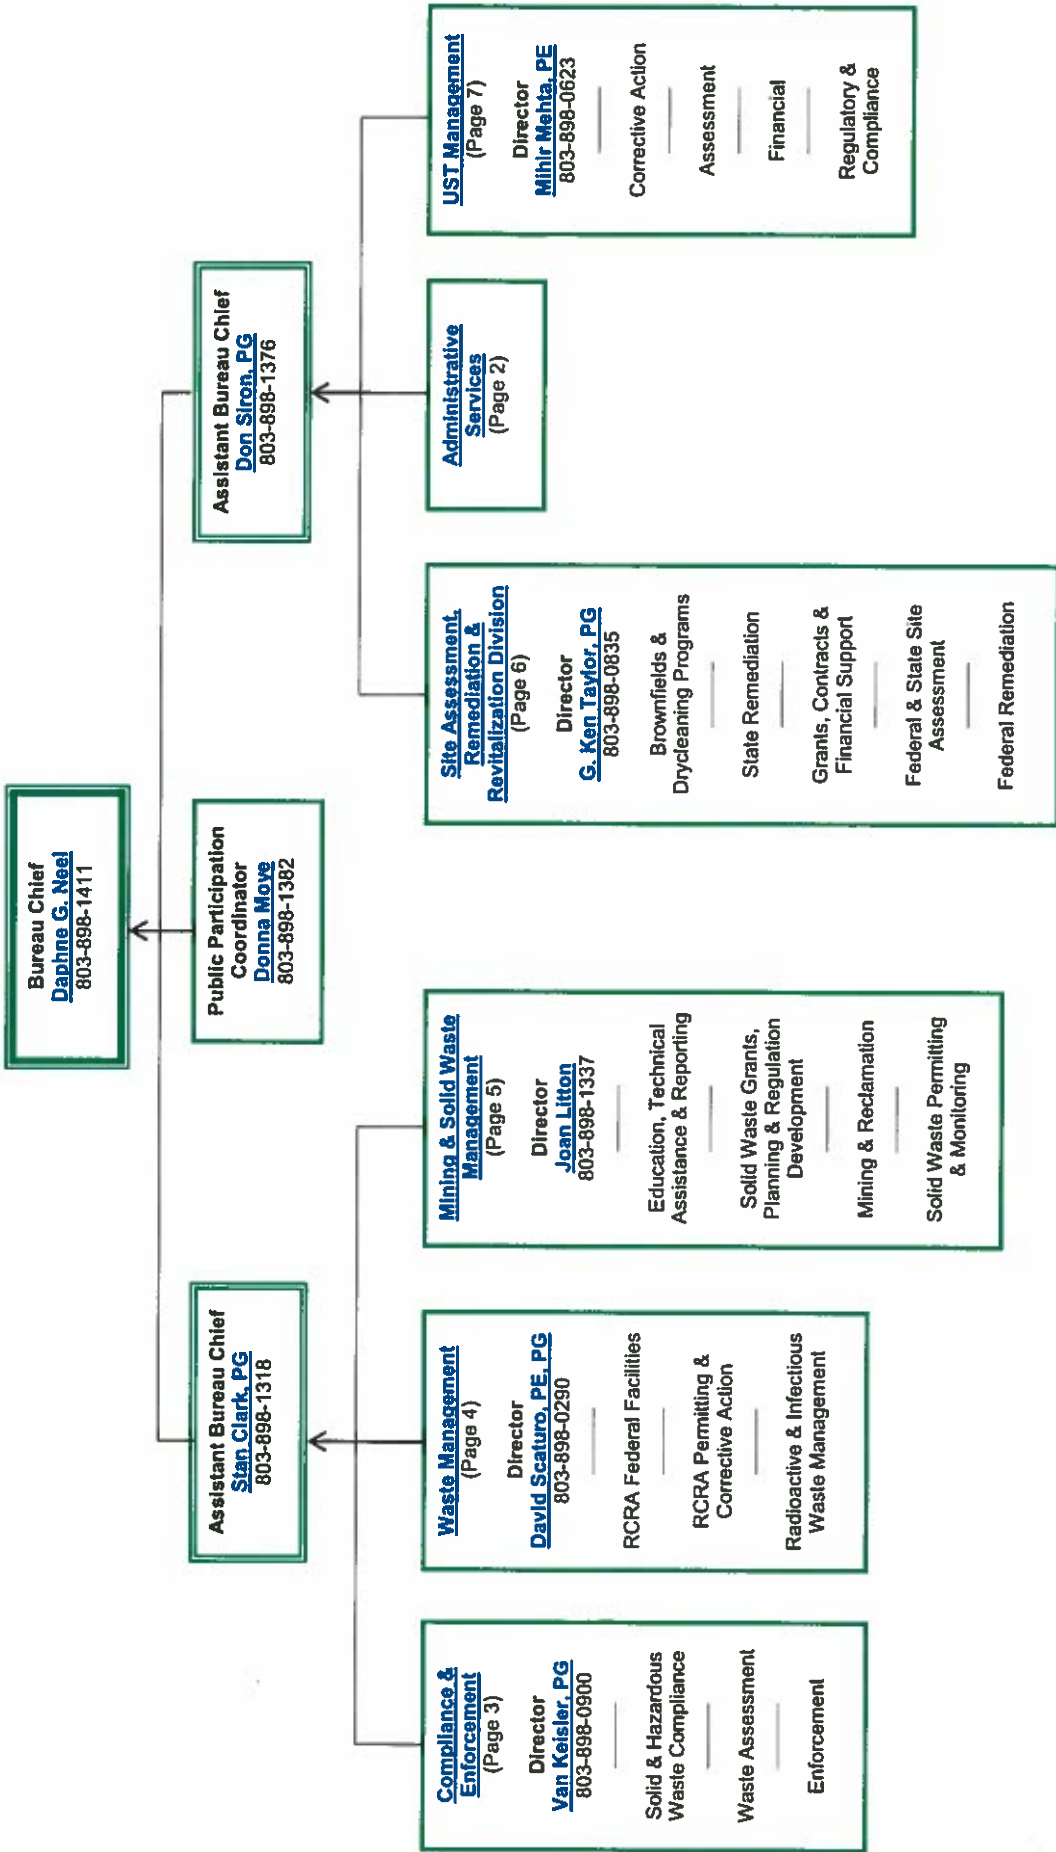 Bureau Chief
Daphne G. Neel
803-898-1411
Public Participation
Coordinator
Donna Moye
803-898-1382
Assistant Bureau Chief
Stan Clark, PG
803-898-1318
Assistant Bureau Chief
Don Siron, PG
803-898-1376
Compliance &
Enforcement
(Page 3)
Director
Van Keisler, PG
803-898-0900
Solid & Hazardous
Waste Compliance
Waste Assessment
Enforcement
Waste Management
(Page 4)
Director
David Scaturo, PE, PG
803-898-0290
RCRA Federal Facilities
RCRA Permitting &
Corrective Action
Radioactive & Infectious
Waste Management
Mining & Solid Waste
Management
(Page 5)
Director
Joan Litton
803-898-1337
Education, Technical
Assistance & Reporting
Solid Waste Grants,
Planning & Regulation
Development
Mining & Reclamation
Solid Waste Permitting
& Monitoring
Site Assessment,
Remediation &
Revitalization Division
(Page 6)
Director
G. Ken Taylor, PG
803-898-0835
Brownfields &
Drycleaning Programs
State Remediation
Grants, Contracts &
Financial Support
Federal & State Site
Assessment
Federal Remediation
Administrative
Services
(Page 2)
UST Management
(Page 7)
Director
Mihir Mehta, PE
803-898-0623
Corrective Action
Assessment
Financial
Regulatory &
Compliance